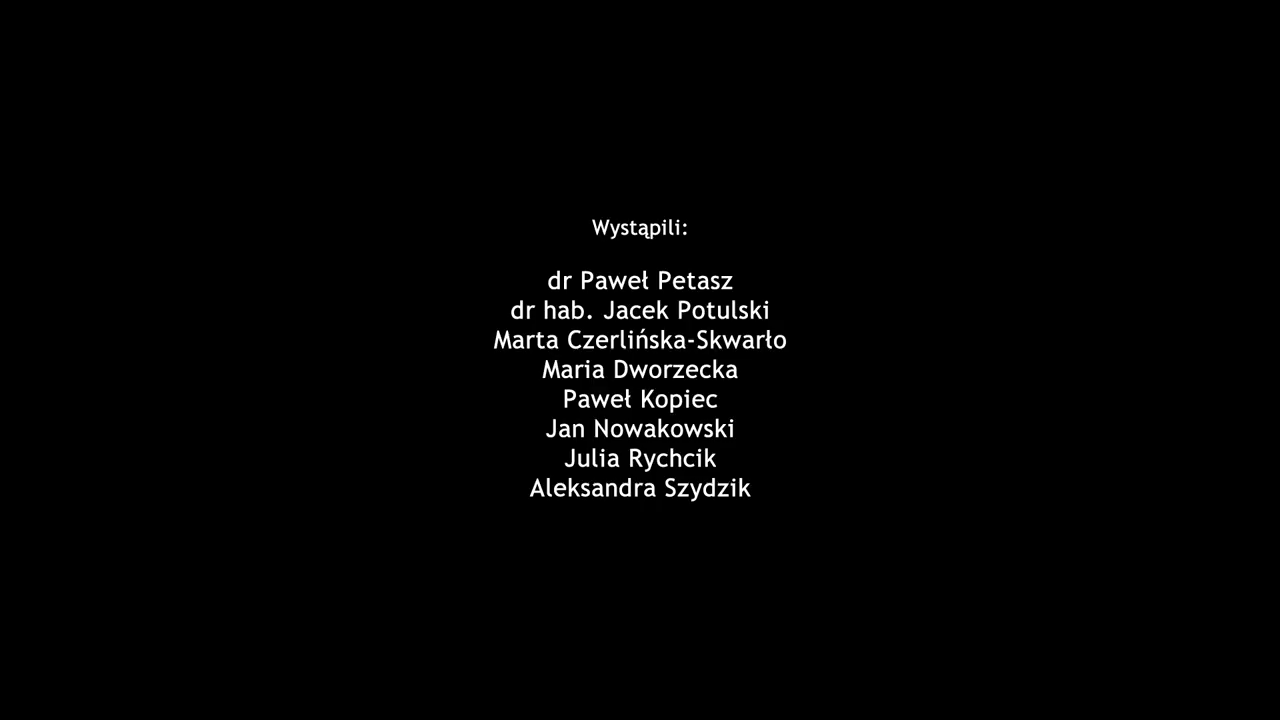 Wystąpili:
dr Paweł Petasz
dr hab. Jacek Potulski
Marta Czerlińska-Skwarło
Maria Dworzecka
Paweł Kopiec
Jan Nowakowski
Julia Rychcik
Aleksandra Szydzik